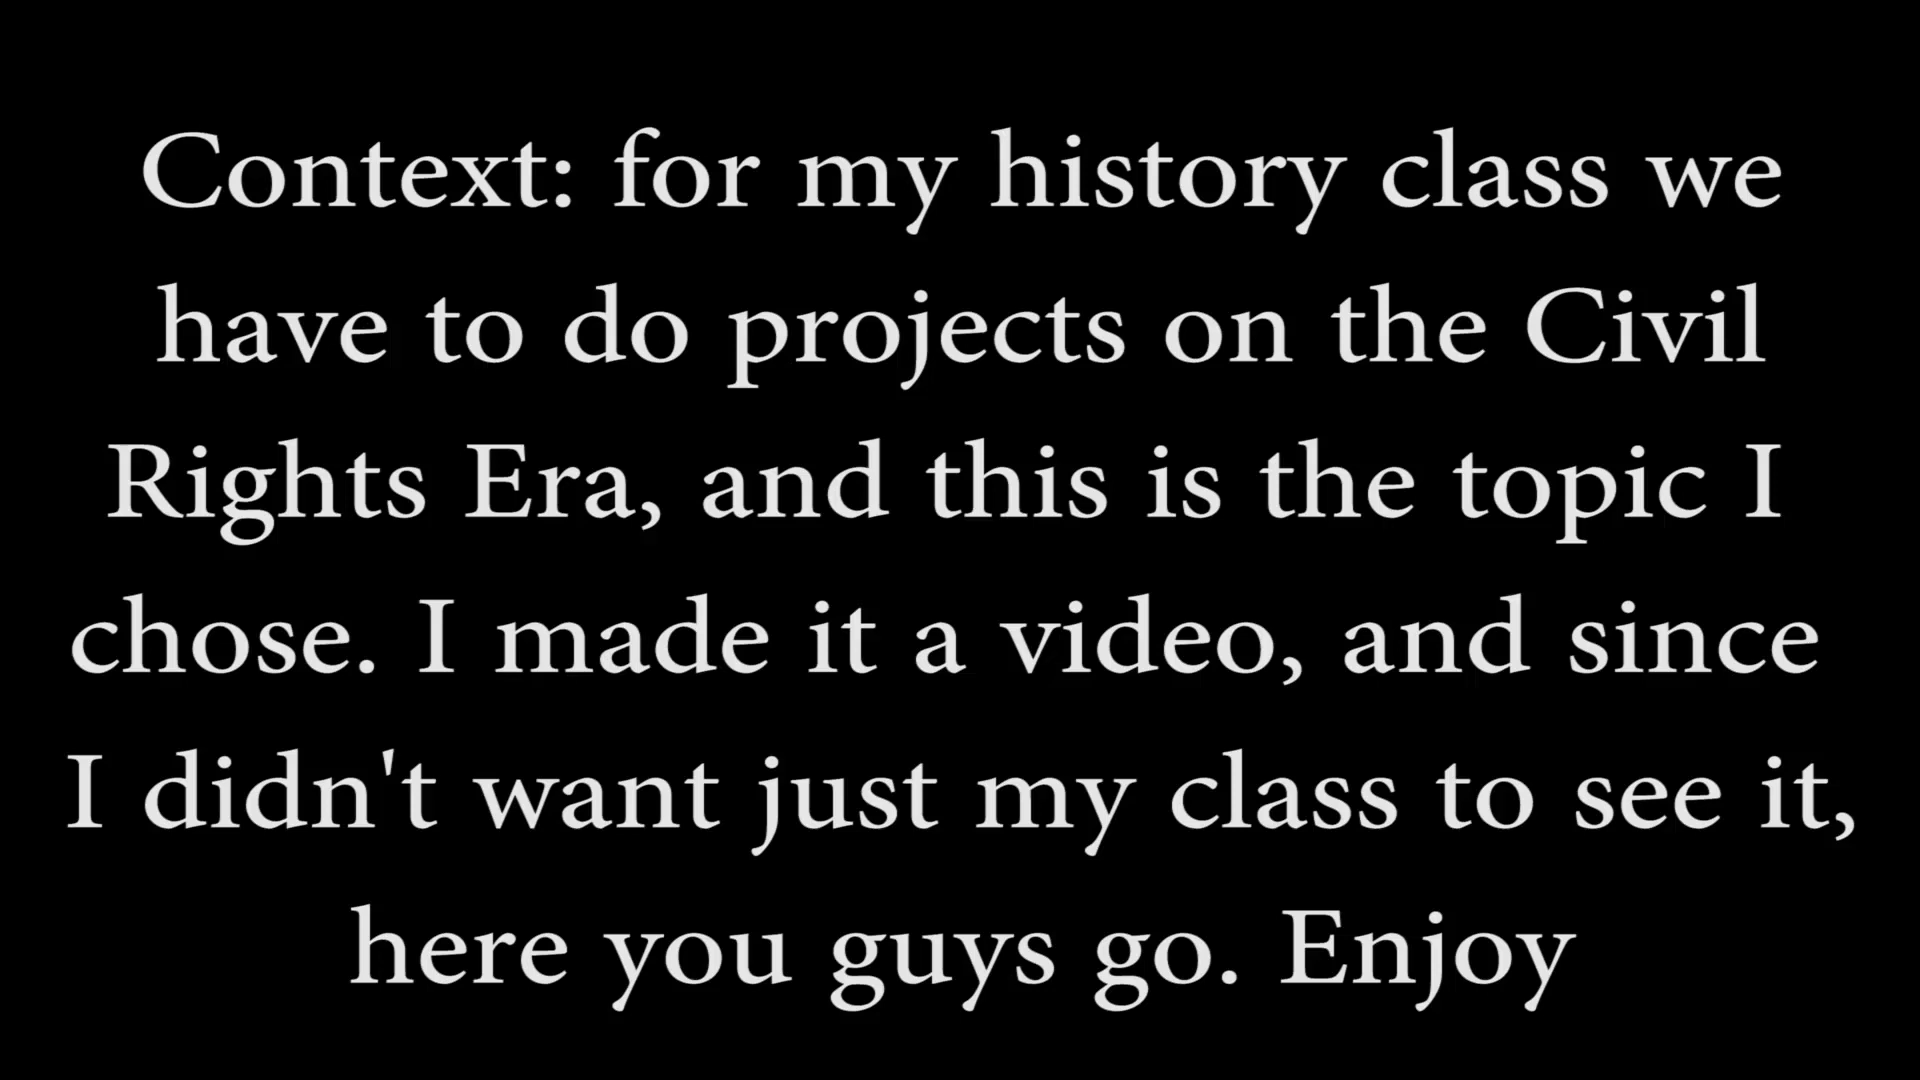 Context: for my history class we
have to do projects on the Civil
Rights Era, and this is the topic I
chose. I made it a video, and since
I didn't want just my class to see it,
here you guys go. Enjoy